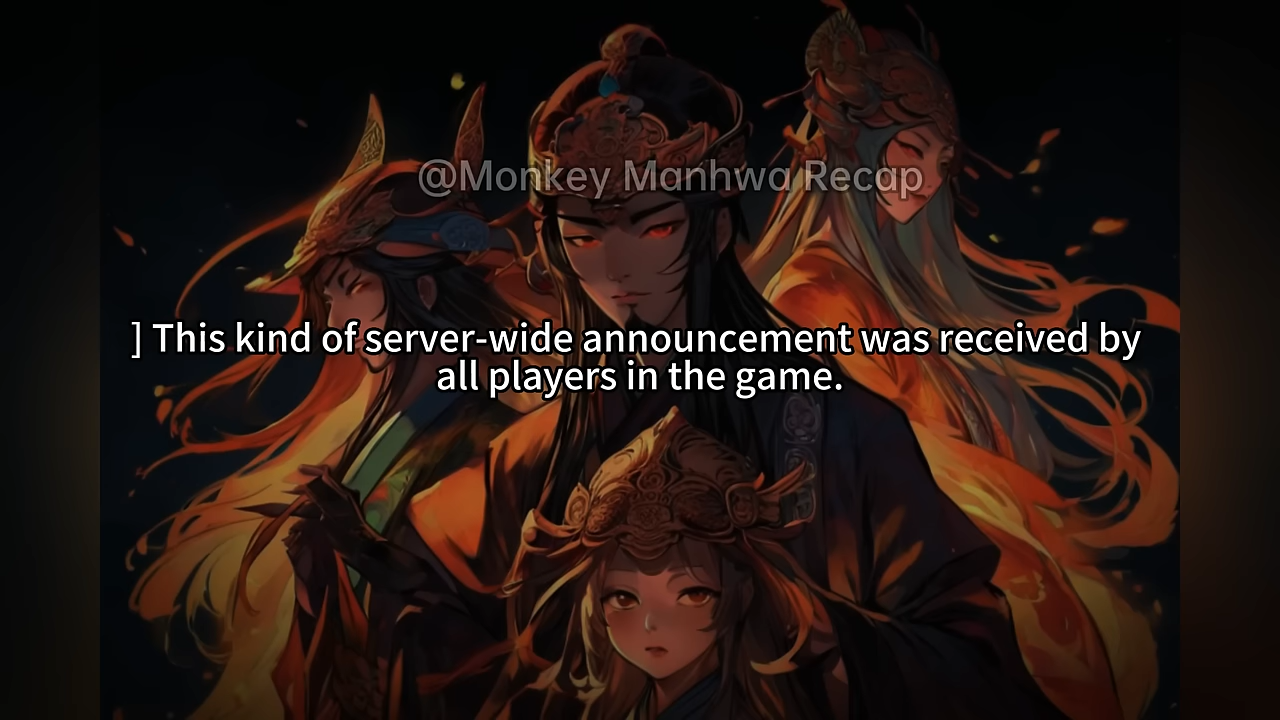 @Monkey Manhwa Recap
] This kind of server-wide announcement was received by
all players in the game.